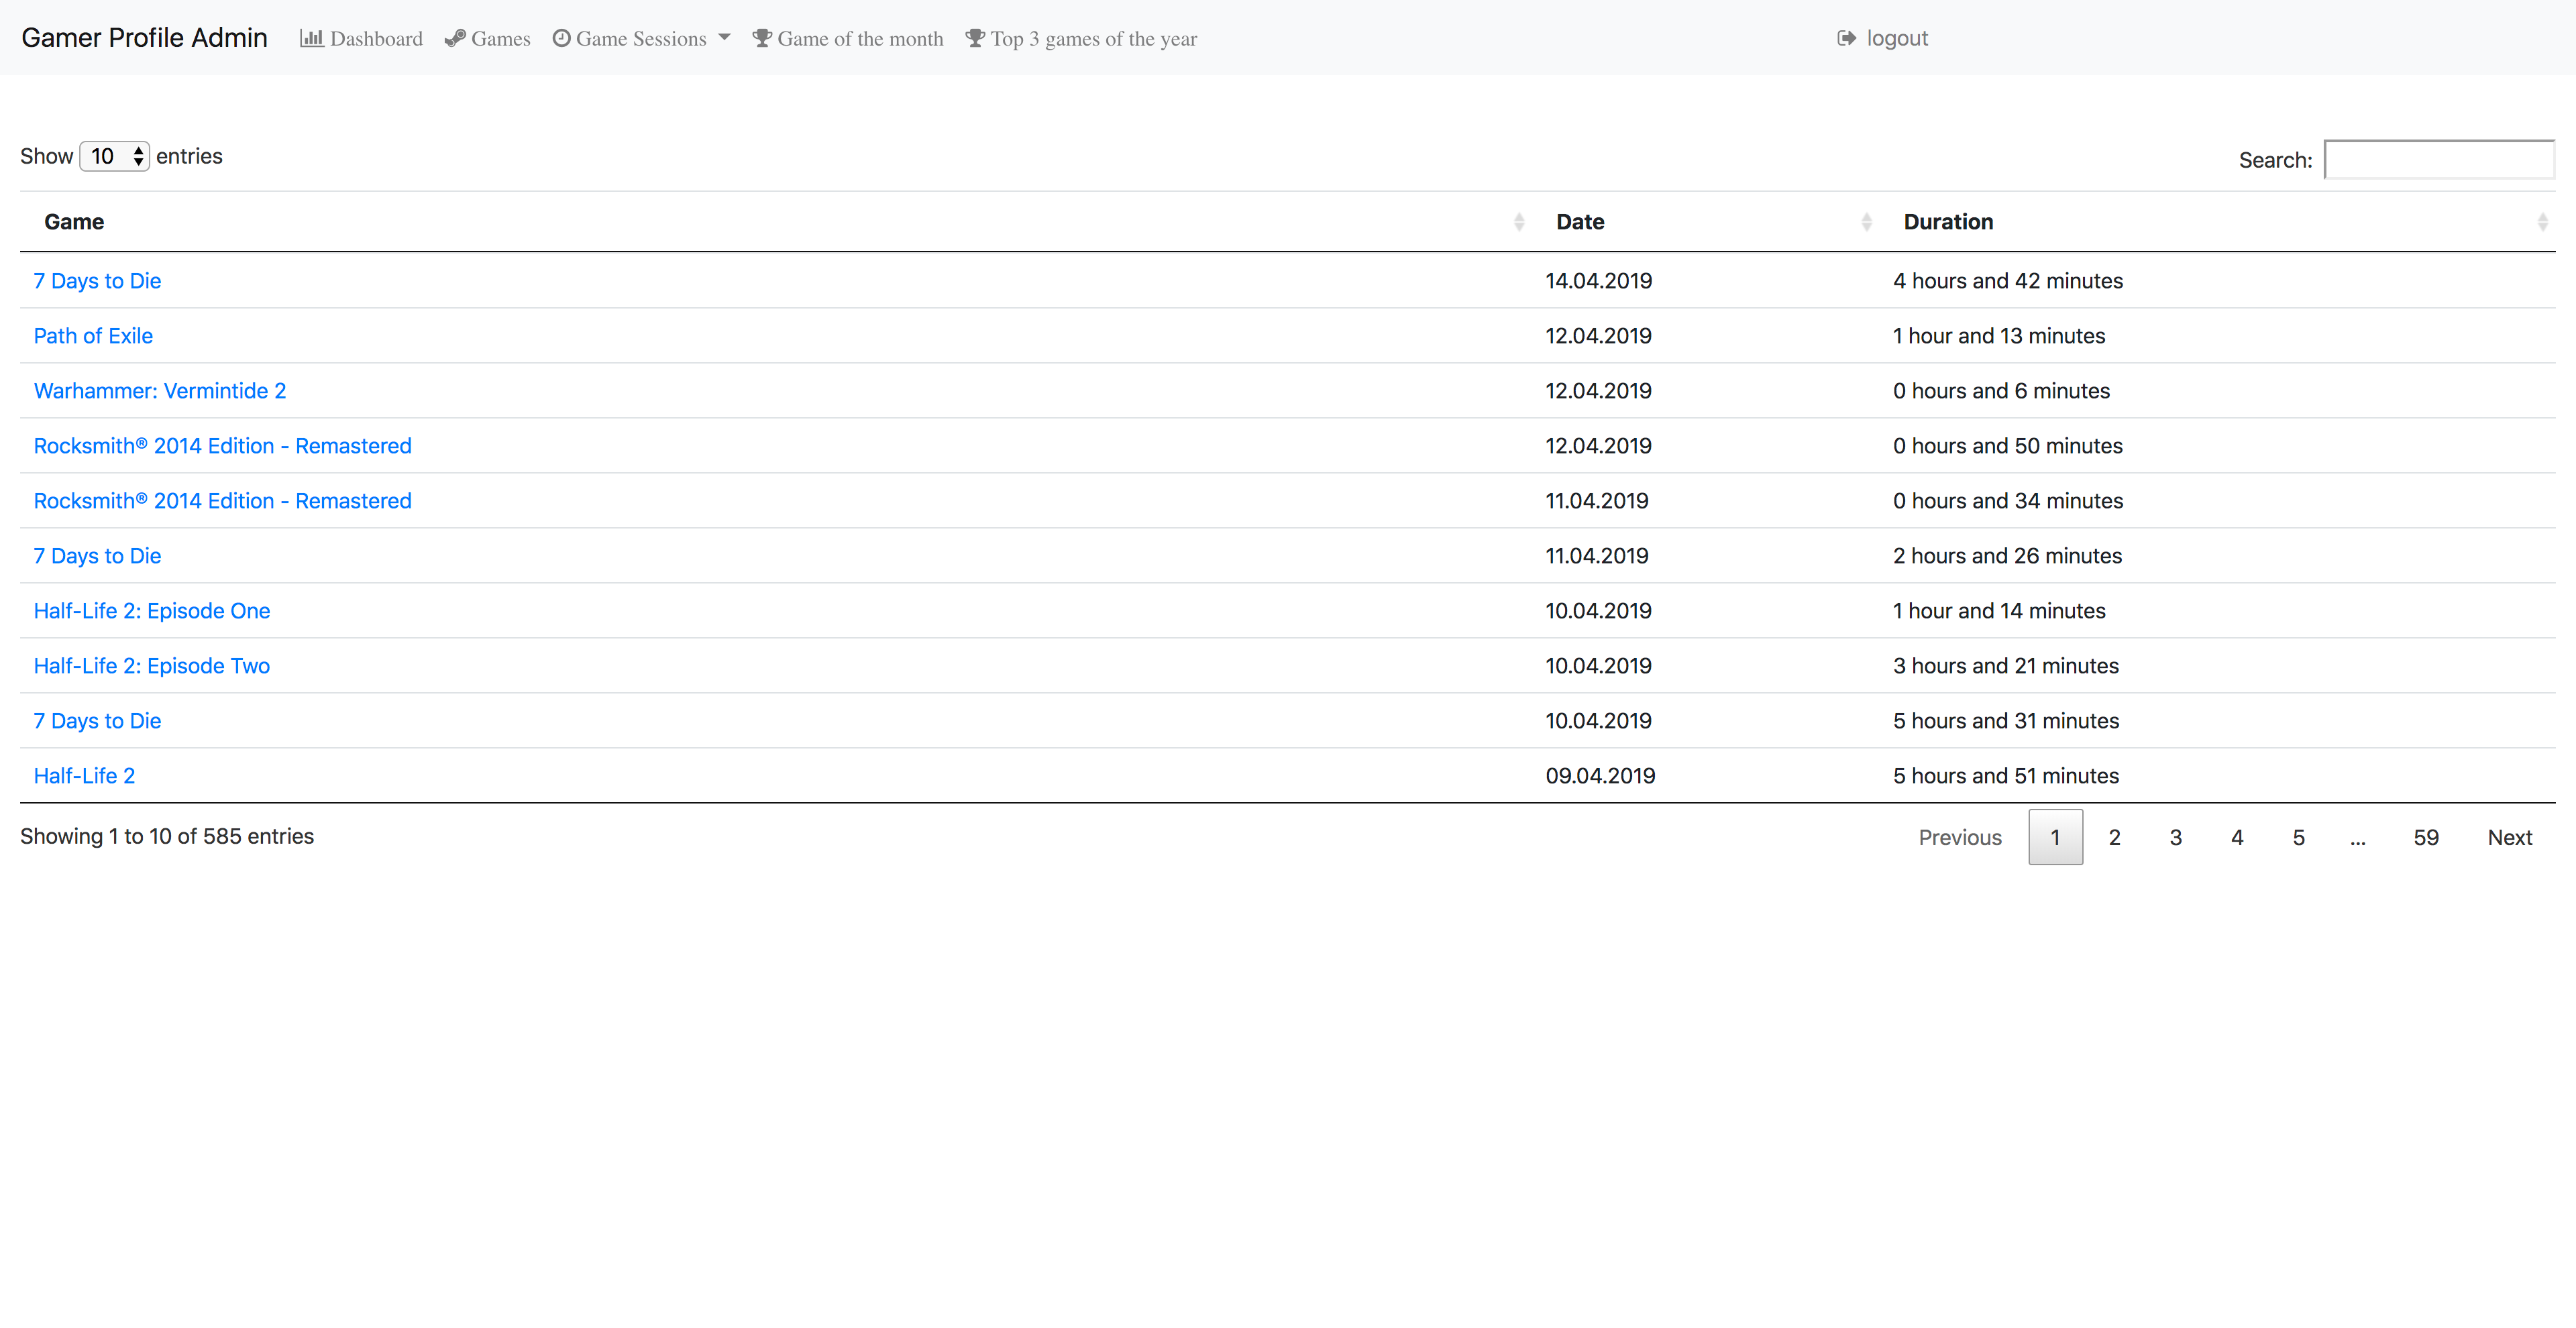 Gamer Profile Admin Dashboard Games Game Sessions Game of the month Top 3 games of the year logout
Show 10 entries Search:
Game Date Duration
7 Days to Die 14.04.2019 4 hours and 42 minutes
Path of Exile 12.04.2019 1 hour and 13 minutes
Warhammer: Vermintide 2 12.04.2019 0 hours and 6 minutes
Rocksmith® 2014 Edition - Remastered 12.04.2019 0 hours and 50 minutes
Rocksmith® 2014 Edition - Remastered 11.04.2019 0 hours and 34 minutes
7 Days to Die 11.04.2019 2 hours and 26 minutes
Half-Life 2: Episode One 10.04.2019 1 hour and 14 minutes
Half-Life 2: Episode Two 10.04.2019 3 hours and 21 minutes
7 Days to Die 10.04.2019 5 hours and 31 minutes
Half-Life 2 09.04.2019 5 hours and 51 minutes
Showing 1 to 10 of 585 entries Previous 1 2 3 4 5 ... 59 Next